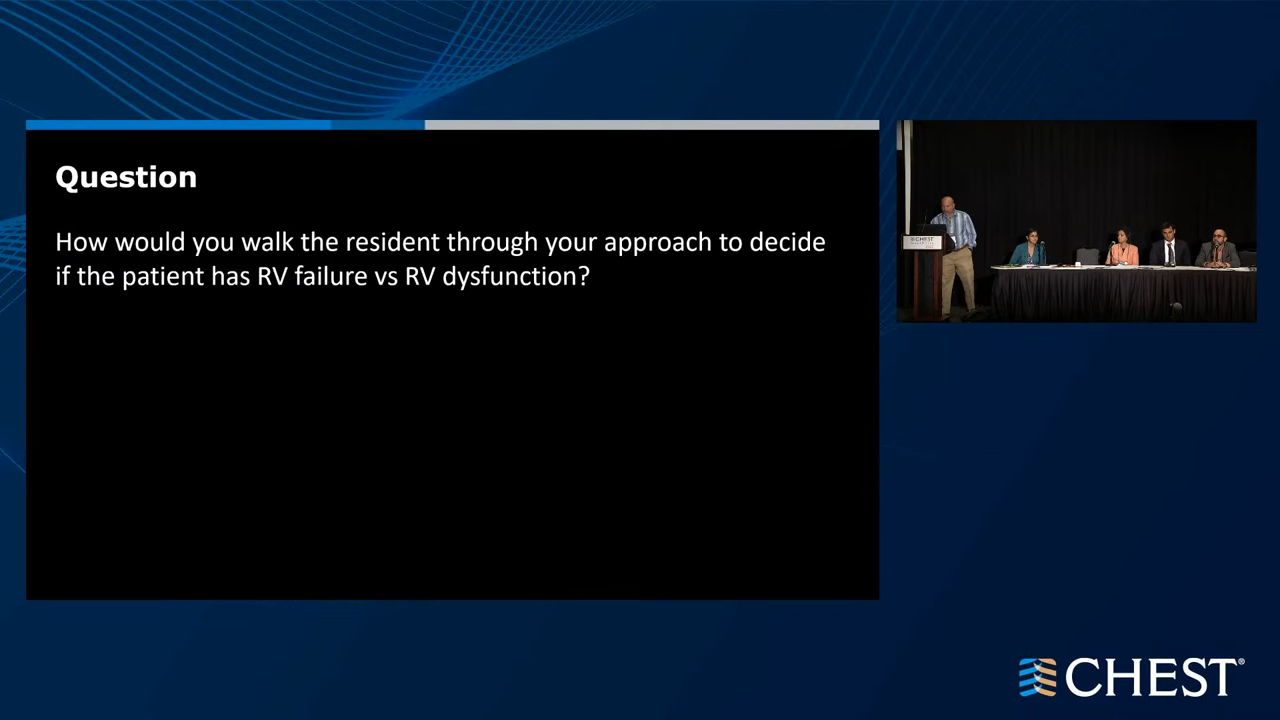 Question
How would you walk the resident through your approach to decide
if the patient has RV failure vs RV dysfunction?
CHEST
CHEST®